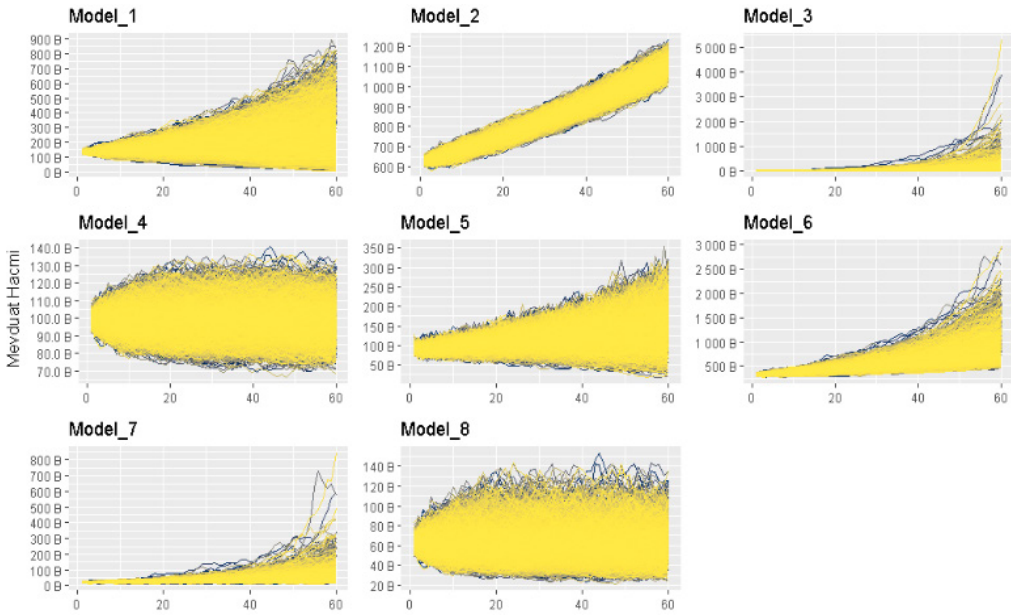 Model_1
Model_2
Model_3
900 B
800 B
700 B
600 B
500 B
400 B
300 B
200 B
100 B
0 B
1 200 B
1 100 B
1 000 B
900 B
800 B
700 B
600 B
5 000 B
4 000 B
3 000 B
2 000 B
1 000 B
0 B
0 20 40 60
0 20 40 60
0 20 40 60
Model_4
Model_5
Model_6
Mevduat Hacmi
140.0 B
130.0 B
120.0 B
110.0 B
100.0 B
90.0 B
80.0 B
70.0 B
350 B
300 B
250 B
200 B
150 B
100 B
50 B
3 000 B
2 500 B
2 000 B
1 500 B
1 000 B
500 B
0 20 40 60
0 20 40 60
0 20 40 60
Model_7
Model_8
800 B
700 B
600 B
500 B
400 B
300 B
200 B
100 B
0 B
140 B
120 B
100 B
80 B
60 B
40 B
20 B
0 20 40 60
0 20 40 60